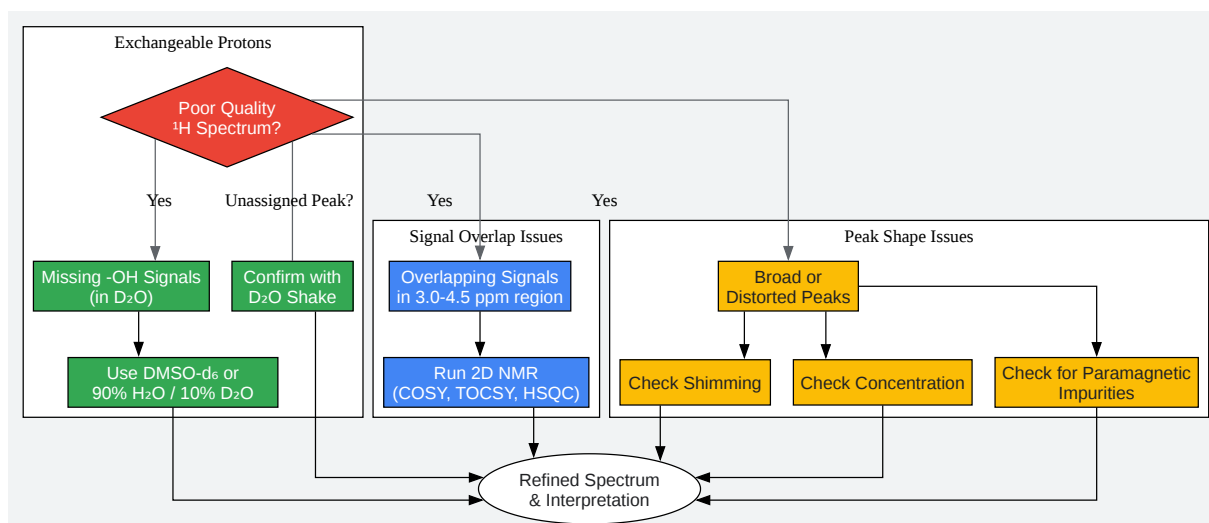 Exchangeable Protons
Poor Quality
¹H Spectrum?
Yes
Unassigned Peak?
Yes
Yes
Missing -OH Signals
(in D₂O)
Confirm with
D₂O Shake
Use DMSO-d₆ or
90% H₂O / 10% D₂O
Signal Overlap Issues
Overlapping Signals
in 3.0-4.5 ppm region
Run 2D NMR
(COSY, TOCSY, HSQC)
Peak Shape Issues
Broad or
Distorted Peaks
Check Shimming
Check Concentration
Check for Paramagnetic
Impurities
Refined Spectrum
& Interpretation